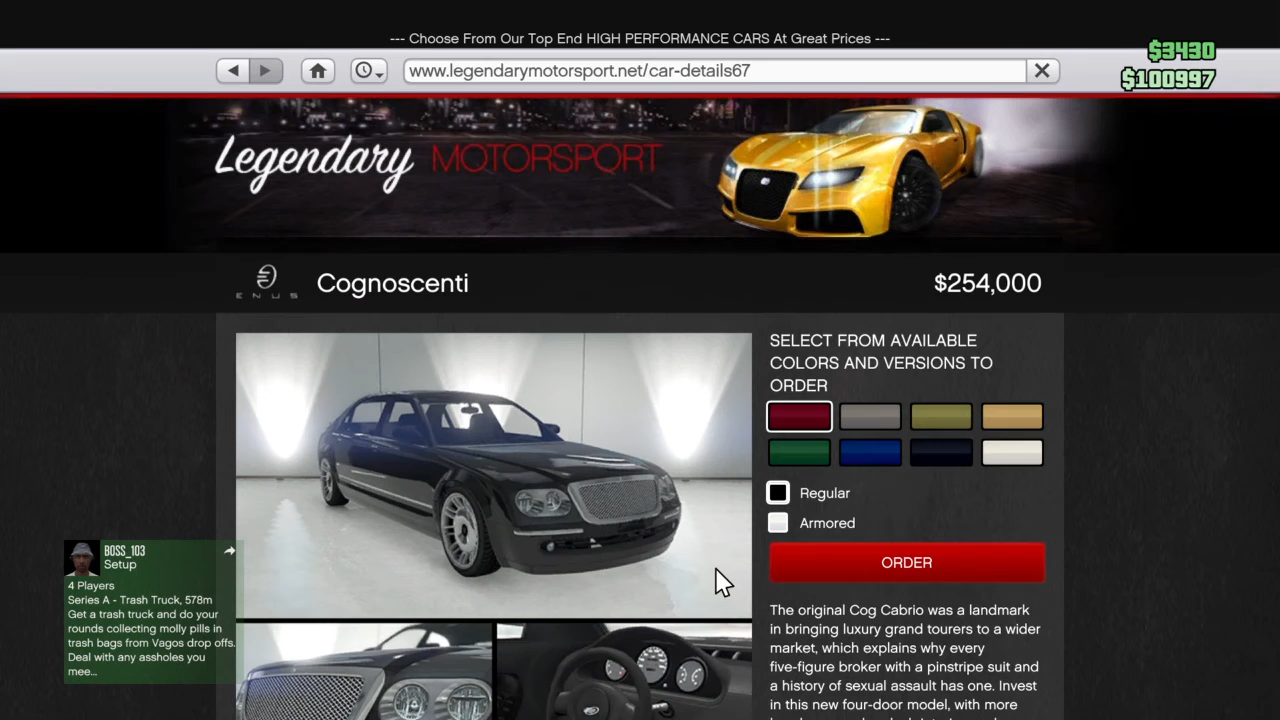 --- Choose From Our Top End HIGH PERFORMANCE CARS At Great Prices ---
$3430
www.legendarymotorsport.net/car-details67
$100997
Legendary MOTORSPORT
ENUS
Cognoscenti
$254,000
SELECT FROM AVAILABLE
COLORS AND VERSIONS TO
ORDER
Regular
Armored
ORDER
The original Cog Cabrio was a landmark
in bringing luxury grand tourers to a wider
market, which explains why every
five-figure broker with a pinstripe suit and
a history of sexual assault has one. Invest
in this new four-door model, with more
BOSS_103
Setup
4 Players
Series A - Trash Truck, 578m
Get a trash truck and do your
rounds collecting molly pills in
trash bags from Vagos drop offs.
Deal with any assholes you
mee...